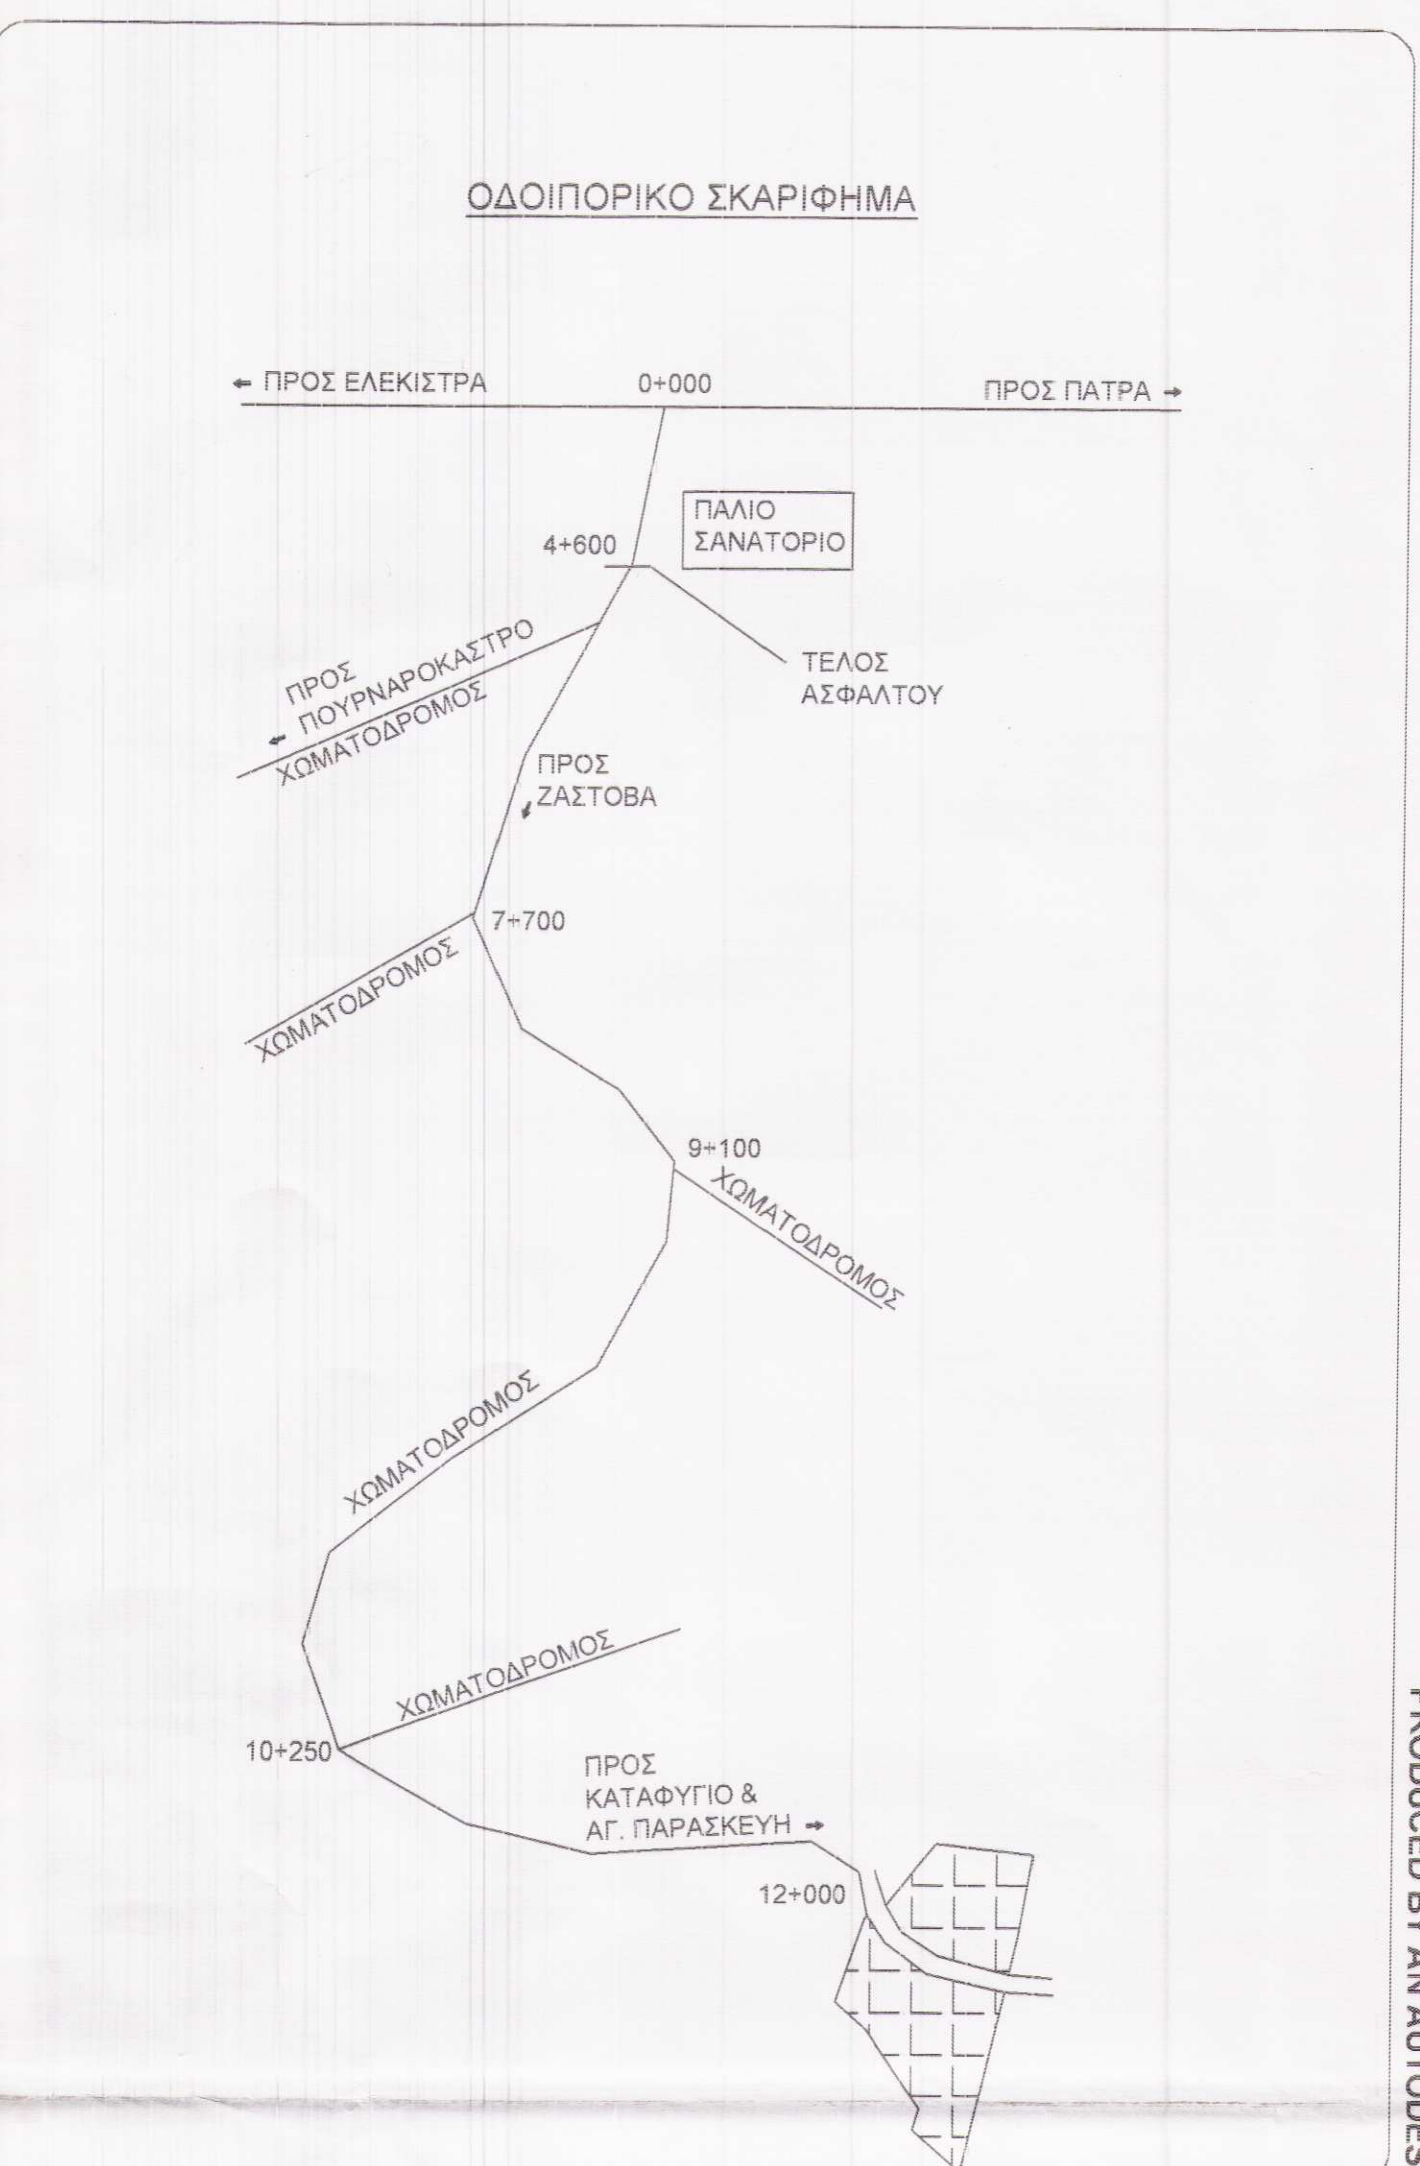 ΟΔΟΙΠΟΡΙΚΟ ΣΚΑΡΙΦΗΜΑ
← ΠΡΟΣ ΕΛΕΚΙΣΤΡΑ
0+000
ΠΡΟΣ ΠΑΤΡΑ →
ΠΑΛΙΟ
ΣΑΝΑΤΟΡΙΟ
4+600
ΤΕΛΟΣ
ΑΣΦΑΛΤΟΥ
ΠΡΟΣ
← ΠΟΥΡΝΑΡΟΚΑΣΤΡΟ
ΧΩΜΑΤΟΔΡΟΜΟΣ
ΠΡΟΣ
ΖΑΣΤΟΒΑ
7+700
ΧΩΜΑΤΟΔΡΟΜΟΣ
9+100
ΧΩΜΑΤΟΔΡΟΜΟΣ
ΧΩΜΑΤΟΔΡΟΜΟΣ
ΧΩΜΑΤΟΔΡΟΜΟΣ
10+250
ΠΡΟΣ
ΚΑΤΑΦΥΓΙΟ &
ΑΓ. ΠΑΡΑΣΚΕΥΗ →
12+000
PRODUCED BY AN AUTODES